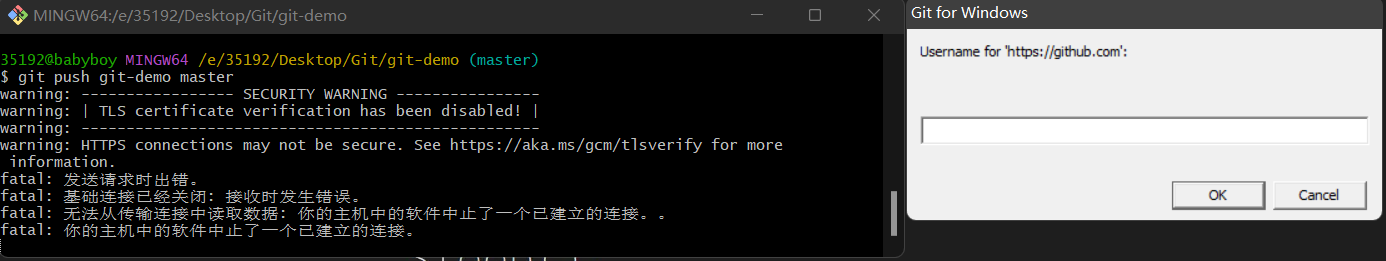 MINGW64:/e/35192/Desktop/Git/git-demo
35192@babyboy MINGW64 /e/35192/Desktop/Git/git-demo (master)
$ git push git-demo master
warning: ----------------- SECURITY WARNING ----------------
warning: | TLS certificate verification has been disabled! |
warning: ---------------------------------------------------
warning: HTTPS connections may not be secure. See https://aka.ms/gcm/tlsverify for more
information.
fatal: 发送请求时出错。
fatal: 基础连接已经关闭: 接收时发生错误。
fatal: 无法从传输连接中读取数据: 你的主机中的软件中止了一个已建立的连接。。
fatal: 你的主机中的软件中止了一个已建立的连接。
Git for Windows
Username for 'https://github.com':
OK
Cancel